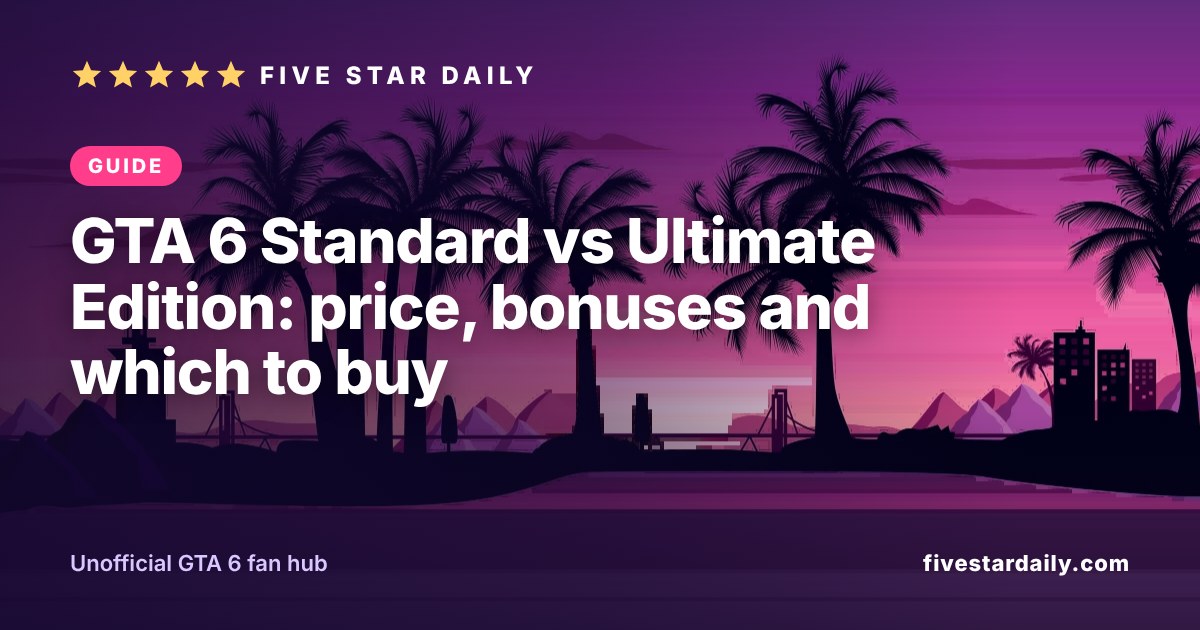 FIVE STAR DAILY
GUIDE
GTA 6 Standard vs Ultimate
Edition: price, bonuses and
which to buy
Unofficial GTA 6 fan hub
fivestardaily.com